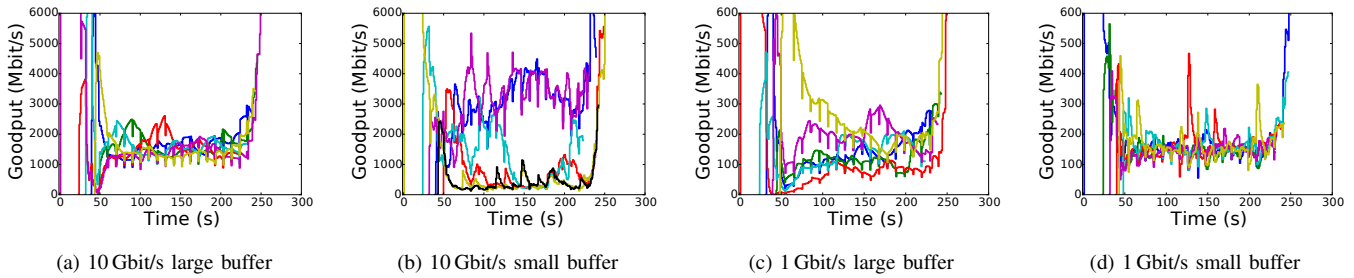 6000
5000
4000
3000
2000
1000
0
Goodput (Mbit/s)
0 50 100 150 200 250 300
Time (s)
(a) 10 Gbit/s large buffer
6000
5000
4000
3000
2000
1000
0
Goodput (Mbit/s)
0 50 100 150 200 250 300
Time (s)
(b) 10 Gbit/s small buffer
600
500
400
300
200
100
0
Goodput (Mbit/s)
0 50 100 150 200 250 300
Time (s)
(c) 1 Gbit/s large buffer
600
500
400
300
200
100
0
Goodput (Mbit/s)
0 50 100 150 200 250 300
Time (s)
(d) 1 Gbit/s small buffer